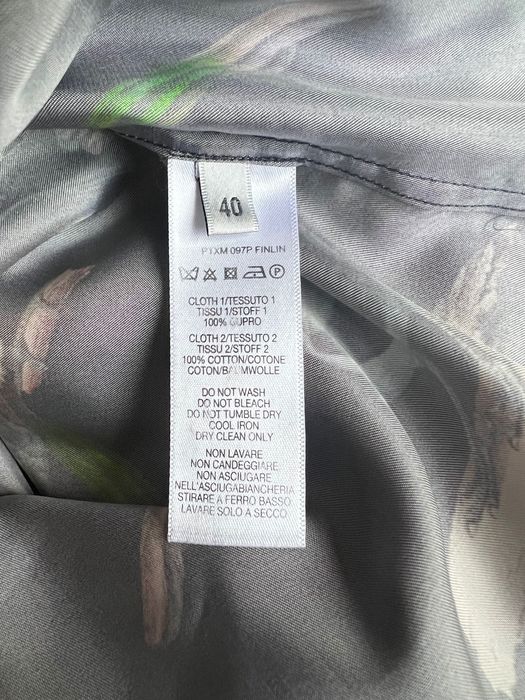 40
PTXM 097P FINLIN
P
CLOTH 1/TESSUTO 1
TISSU 1/STOFF 1
100% CUPRO
CLOTH 2/TESSUTO 2
TISSU 2/STOFF 2
100% COTTON/COTONE
COTON/BAUMWOLLE
DO NOT WASH
DO NOT BLEACH
DO NOT TUMBLE DRY
COOL IRON
DRY CLEAN ONLY
NON LAVARE
NON CANDEGGIARE
NON ASCIUGARE
NELL'ASCIUGABIANCHERIA
STIRARE A FERRO BASSO
LAVARE SOLO A SECCO